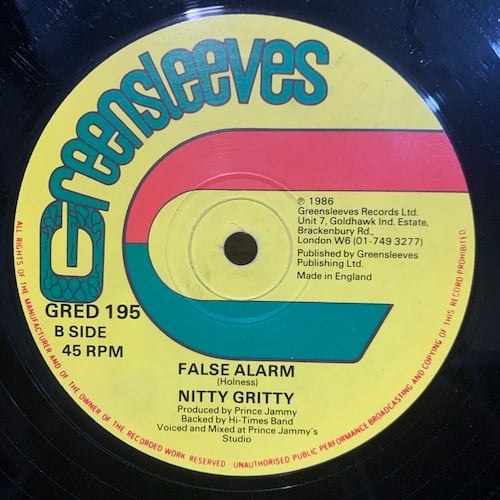 Greensleeves
℗ 1986
Greensleeves Records Ltd.
Unit 7, Goldhawk Ind. Estate,
Brackenbury Rd.,
London W6 (01-749 3277)
Published by Greensleeves
Publishing Ltd.
Made in England
GRED 195
B SIDE
45 RPM
FALSE ALARM
(Holness)
NITTY GRITTY
Produced by Prince Jammy
Backed by Hi-Times Band
Voiced and Mixed at Prince Jammy's
Studio
ALL RIGHTS OF THE MANUFACTURER AND OF THE OWNER OF THE RECORDED WORK RESERVED UNAUTHORISED PUBLIC PERFORMANCE BROADCASTING AND COPYING OF THIS RECORD PROHIBITED